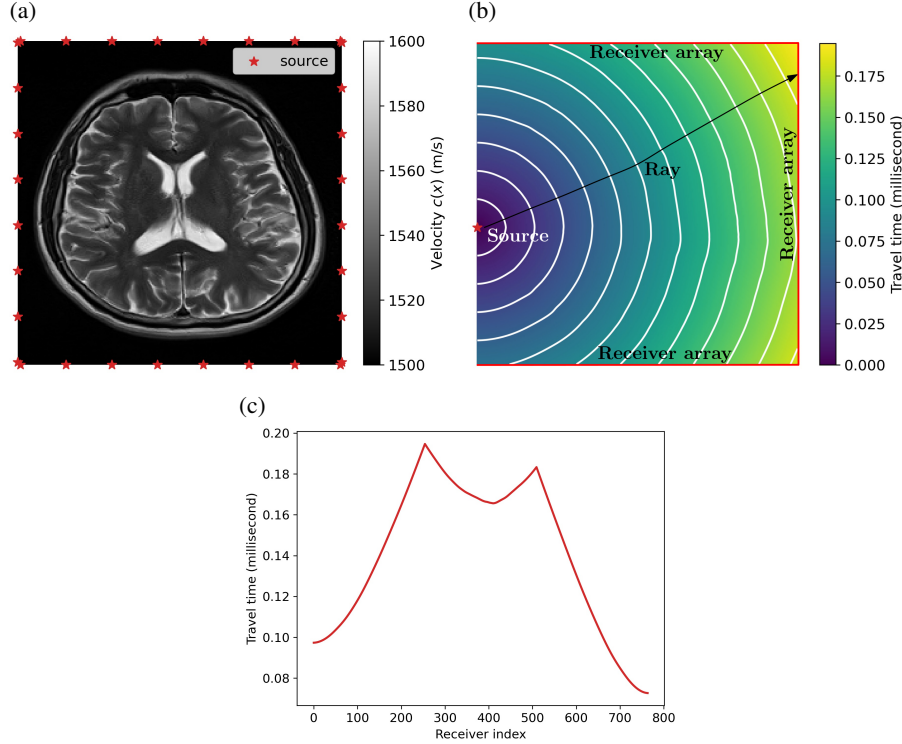 (a)
source
1600
1580
1560
1540
1520
1500
Velocity c(x) (m/s)
(b)
Receiver array
Receiver array
Ray
Source
Receiver array
0.175
0.150
0.125
0.100
0.075
0.050
0.025
0.000
Travel time (millisecond)
(c)
0.20
0.18
0.16
0.14
0.12
0.10
0.08
Travel time (millisecond)
0 100 200 300 400 500 600 700 800
Receiver index